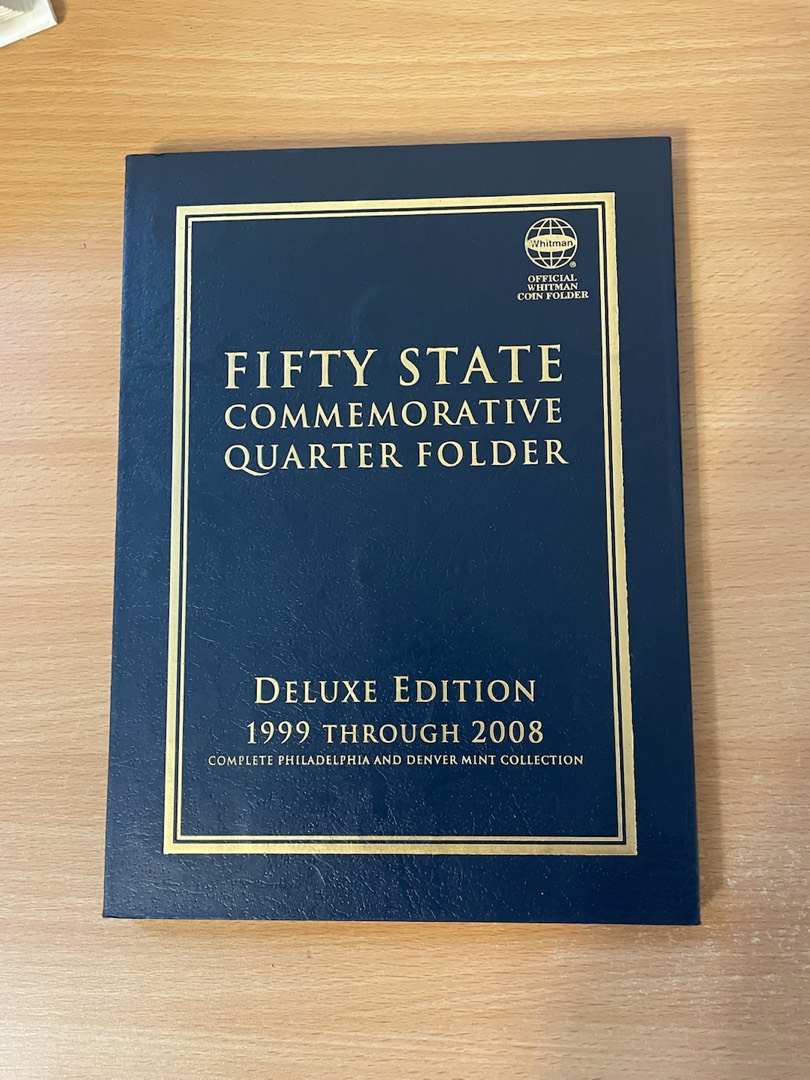 Whitman
®
OFFICIAL
WHITMAN
COIN FOLDER
FIFTY STATE
COMMEMORATIVE
QUARTER FOLDER
DELUXE EDITION
1999 THROUGH 2008
COMPLETE PHILADELPHIA AND DENVER MINT COLLECTION